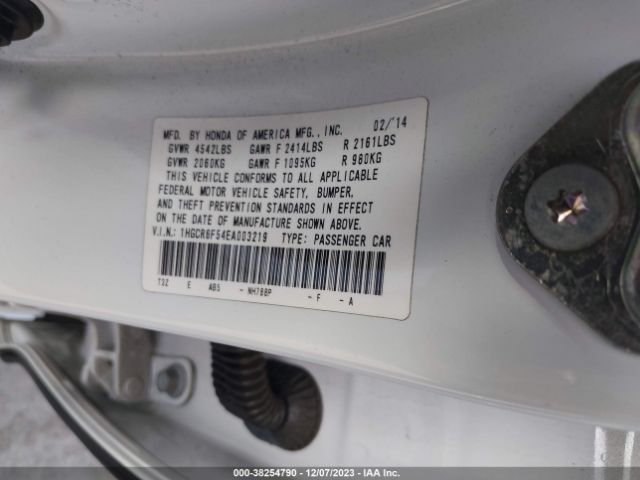 MFD. BY HONDA OF AMERICA MFG., INC. 02/'14
GVWR 4542LBS GAWR F 2414LBS R 2161LBS
GVWR 2060KG GAWR F 1095KG R 980KG
THIS VEHICLE CONFORMS TO ALL APPLICABLE
FEDERAL MOTOR VEHICLE SAFETY, BUMPER,
AND THEFT PREVENTION STANDARDS IN EFFECT
ON THE DATE OF MANUFACTURE SHOWN ABOVE.
V.I.N.: 1HGCR6F54EA003219 TYPE: PASSENGER CAR
T3Z E AB5 - NH788P - F - A
000-38254790 - 12/07/2023 - IAA Inc.